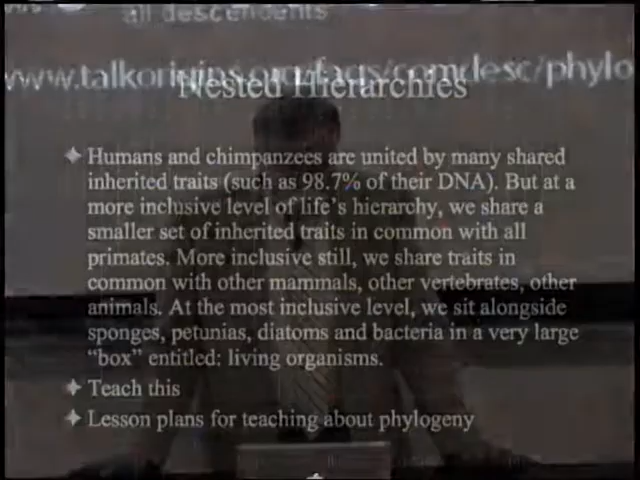 all descendents
www.talkorigins.org/faqs/comdesc/phylo
Nested Hierarchies
✦ Humans and chimpanzees are united by many shared
inherited traits (such as 98.7% of their DNA). But at a
more inclusive level of life's hierarchy, we share a
smaller set of inherited traits in common with all
primates. More inclusive still, we share traits in
common with other mammals, other vertebrates, other
animals. At the most inclusive level, we sit alongside
sponges, petunias, diatoms and bacteria in a very large
“box” entitled: living organisms.
✦ Teach this
✦ Lesson plans for teaching about phylogeny